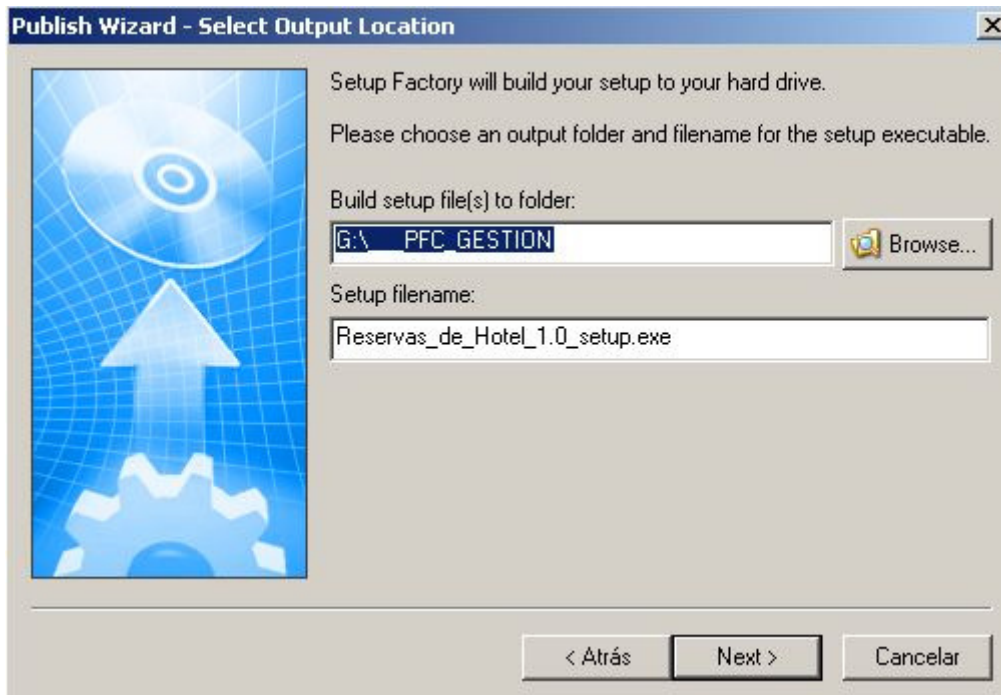 Publish Wizard - Select Output Location
Setup Factory will build your setup to your hard drive.
Please choose an output folder and filename for the setup executable.
Build setup file(s) to folder:
G:\___PFC_GESTION
Browse...
Setup filename:
Reservas_de_Hotel_1.0_setup.exe
< Atrás
Next >
Cancelar